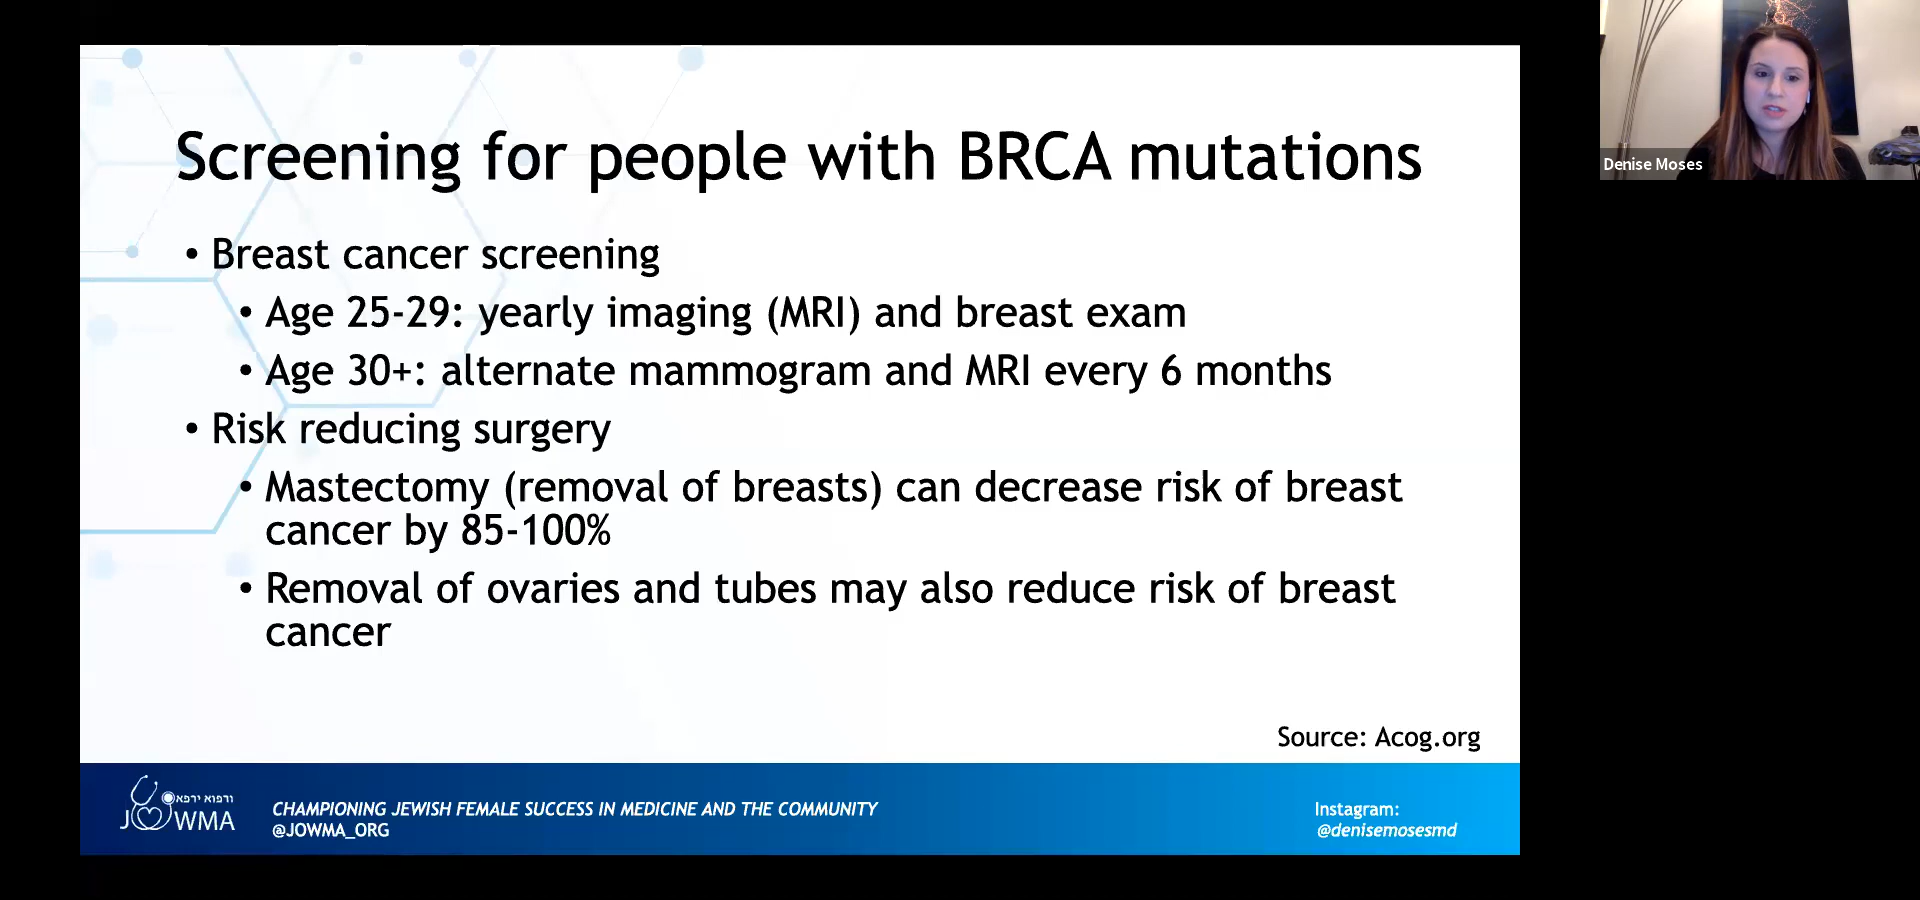 Screening for people with BRCA mutations
• Breast cancer screening
• Age 25-29: yearly imaging (MRI) and breast exam
• Age 30+: alternate mammogram and MRI every 6 months
• Risk reducing surgery
• Mastectomy (removal of breasts) can decrease risk of breast
cancer by 85-100%
• Removal of ovaries and tubes may also reduce risk of breast
cancer
Source: Acog.org
ורפוא ירפא
JOWMA
CHAMPIONING JEWISH FEMALE SUCCESS IN MEDICINE AND THE COMMUNITY
@JOWMA_ORG
Instagram:
@denisemosesmd
Denise Moses